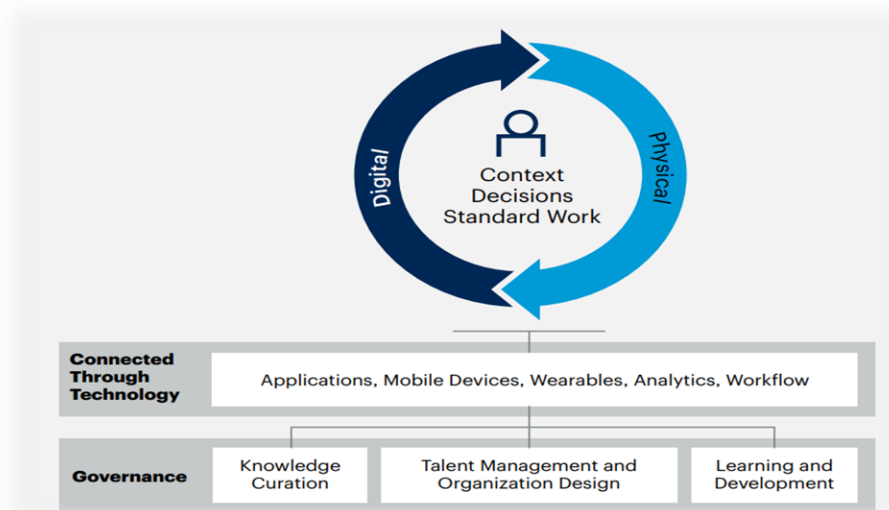 Digital
Physical
Context
Decisions
Standard Work
Connected
Through
Technology
Applications, Mobile Devices, Wearables, Analytics, Workflow
Governance
Knowledge
Curation
Talent Management and
Organization Design
Learning and
Development